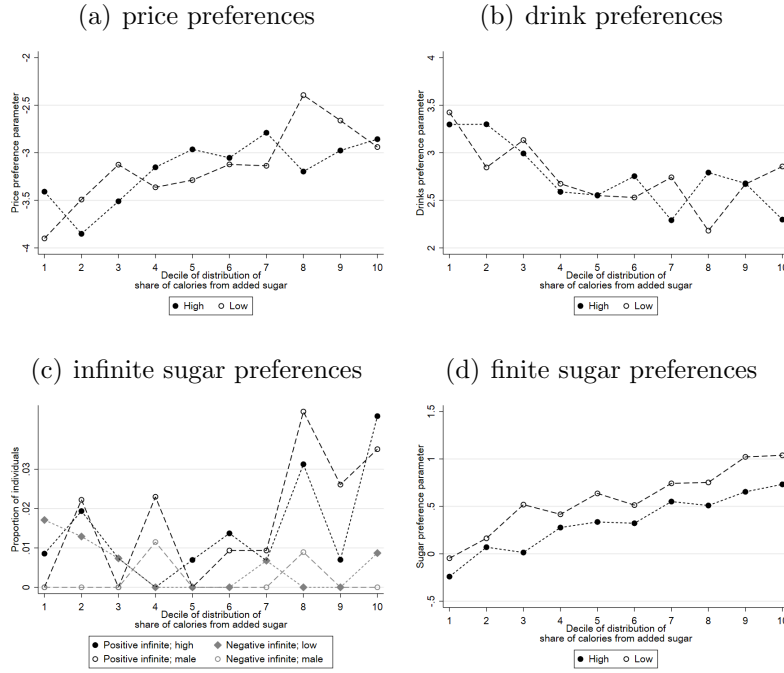 (a) price preferences
Price preference parameter
-2
-2.5
-3
-3.5
-4
1 2 3 4 5 6 7 8 9 10
Decile of distribution of
share of calories from added sugar
High Low
(b) drink preferences
Drinks preference parameter
4
3.5
3
2.5
2
1 2 3 4 5 6 7 8 9 10
Decile of distribution of
share of calories from added sugar
High Low
(c) infinite sugar preferences
Proportion of individuals
.03
.02
.01
0
1 2 3 4 5 6 7 8 9 10
Decile of distribution of
share of calories from added sugar
Positive infinite; high Negative infinite; low
Positive infinite; male Negative infinite; male
(d) finite sugar preferences
Sugar preference parameter
1.5
1
.5
0
-.5
1 2 3 4 5 6 7 8 9 10
Decile of distribution of
share of calories from added sugar
High Low